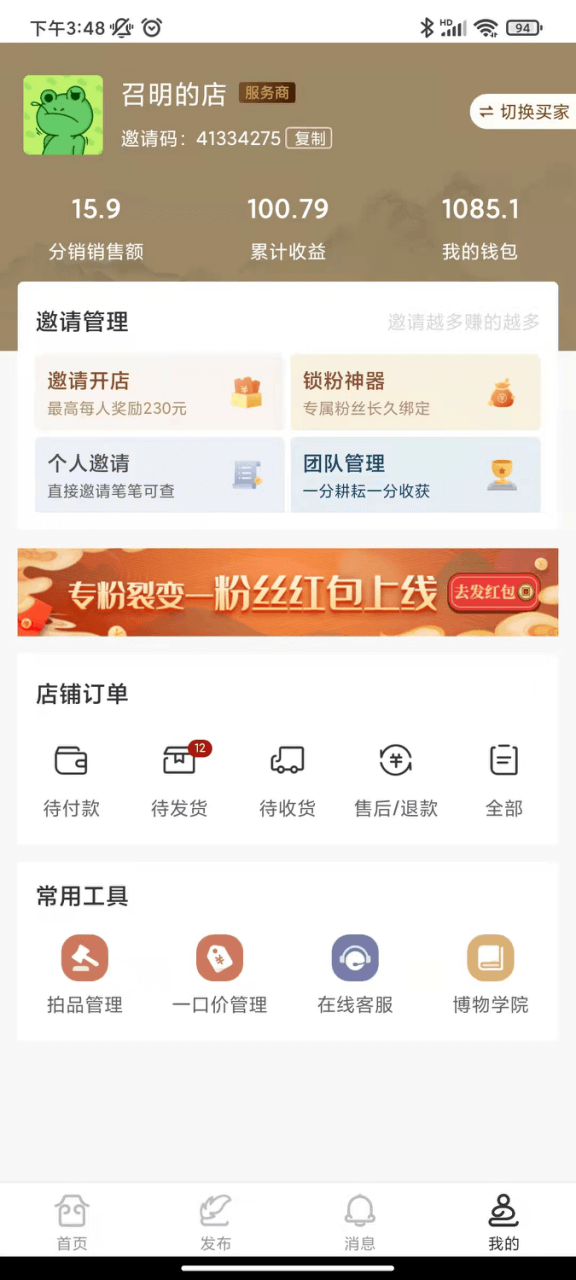 下午3:48
HD
94
召明的店 服务商
切换买家
邀请码：41334275 复制
15.9 100.79 1085.1
分销销售额 累计收益 我的钱包
邀请管理 邀请越多赚的越多
邀请开店 锁粉神器
最高每人奖励230元 专属粉丝长久绑定
个人邀请 团队管理
直接邀请笔笔可查 一分耕耘一分收获
专粉裂变—粉丝红包上线 去发红包
店铺订单
12
待付款 待发货 待收货 售后/退款 全部
常用工具
拍品管理 一口价管理 在线客服 博物学院
首页 发布 消息 我的